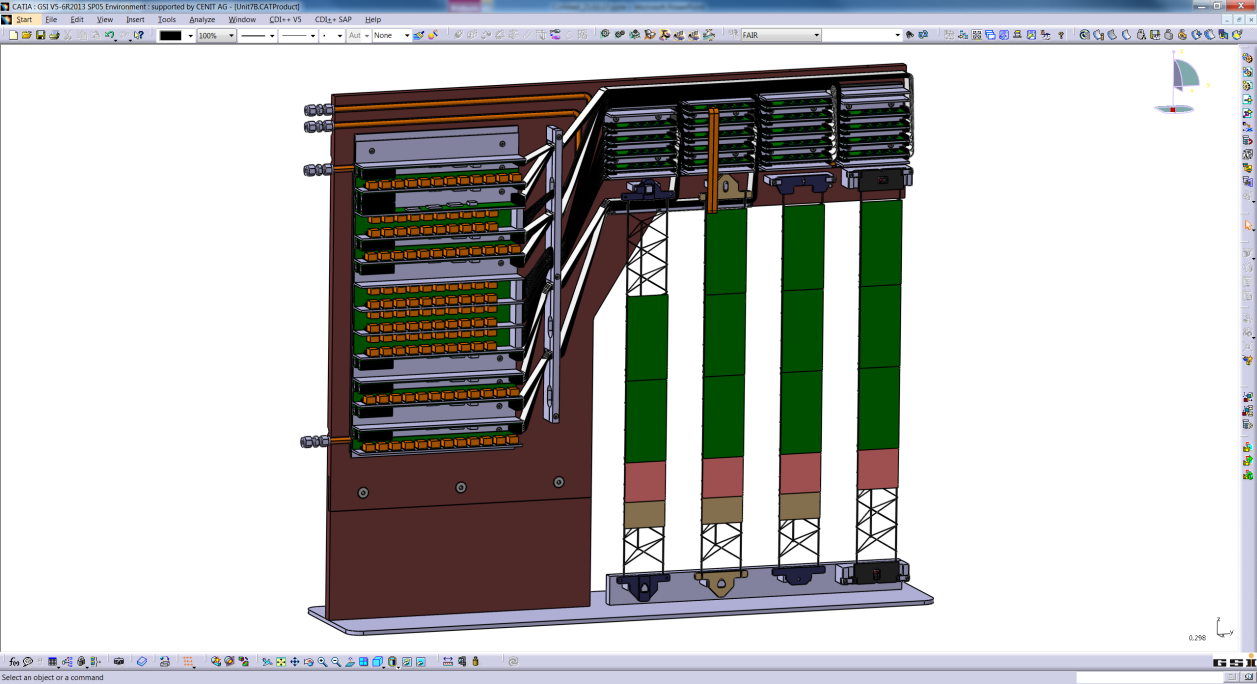 CATIA : GSI V5-6R2013 SP05 Environment : supported by CENIT AG - [Unit7B.CATProduct]
Start File Edit View Insert Tools Analyze Window CDI++ V5 CDI± SAP Help
100% Aut None FAIR
z
y
0.298
f(x)
GSI
Select an object or a command